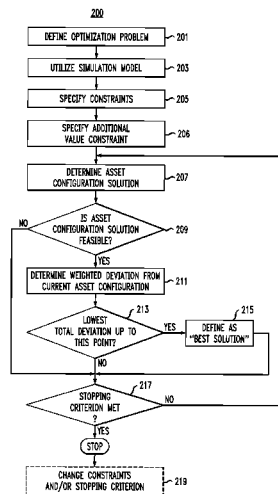 200
DEFINE OPTIMIZATION PROBLEM
201
UTILIZE SIMULATION MODEL
203
SPECIFY CONSTRAINTS
205
SPECIFY ADDITIONAL
VALUE CONSTRAINT
206
DETERMINE ASSET
CONFIGURATION SOLUTION
207
NO
IS ASSET
CONFIGURATION SOLUTION
FEASIBLE?
209
YES
DETERMINE WEIGHTED DEVIATION FROM
CURRENT ASSET CONFIGURATION
211
213
LOWEST
TOTAL DEVIATION UP TO
THIS POINT?
YES
215
DEFINE AS
"BEST SOLUTION"
NO
217
STOPPING
CRITERION MET
?
NO
YES
STOP
CHANGE CONSTRAINTS
AND/OR STOPPING CRITERION
219